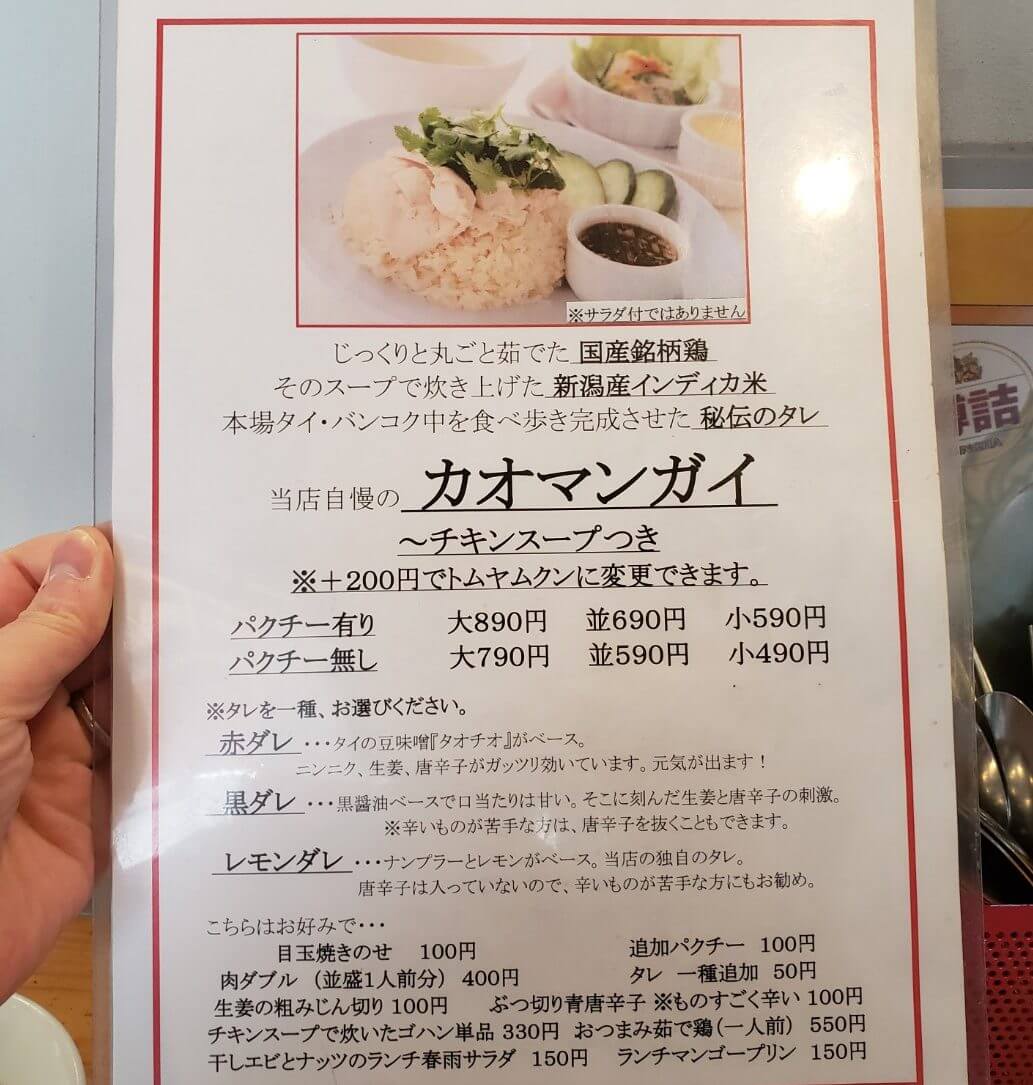 ※サラダ付ではありません
じっくりと丸ごと茹でた 国産銘柄鶏
そのスープで炊き上げた 新潟産インディカ米
本場タイ・バンコク中を食べ歩き完成させた 秘伝のタレ
当店自慢の カオマンガイ
～チキンスープつき
※＋200円でトムヤムクンに変更できます。
パクチー有り 大890円 並690円 小590円
パクチー無し 大790円 並590円 小490円
※タレを一種、お選びください。
赤ダレ ・・・タイの豆味噌『タオチオ』がベース。
ニンニク、生姜、唐辛子がガッツリ効いています。元気が出ます！
黒ダレ ・・・黒醤油ベースで口当たりは甘い。そこに刻んだ生姜と唐辛子の刺激。
※辛いものが苦手な方は、唐辛子を抜くこともできます。
レモンダレ ・・・ナンプラーとレモンがベース。当店の独自のタレ。
唐辛子は入っていないので、辛いものが苦手な方にもお勧め。
こちらはお好みで・・・
目玉焼きのせ 100円 追加パクチー 100円
肉ダブル（並盛1人前分）400円 タレ 一種追加 50円
生姜の粗みじん切り 100円 ぶつ切り青唐辛子 ※ものすごく辛い 100円
チキンスープで炊いたゴハン単品 330円 おつまみ茹で鶏（一人前） 550円
干しエビとナッツのランチ春雨サラダ 150円 ランチマンゴープリン 150円
樽詰